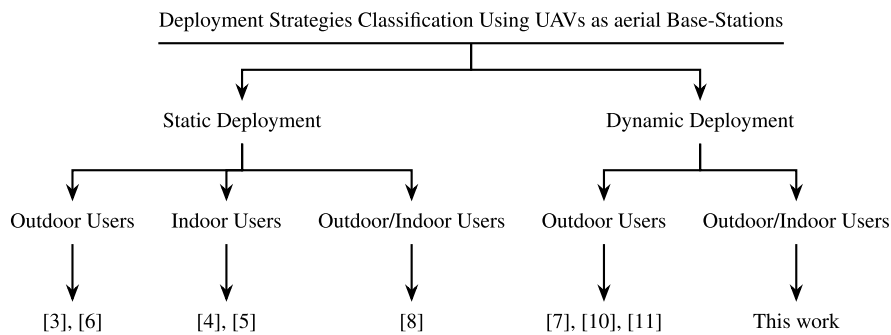 Deployment Strategies Classification Using UAVs as aerial Base-Stations
Static Deployment
Dynamic Deployment
Outdoor Users
Indoor Users
Outdoor/Indoor Users
Outdoor Users
Outdoor/Indoor Users
[3], [6]
[4], [5]
[8]
[7], [10], [11]
This work